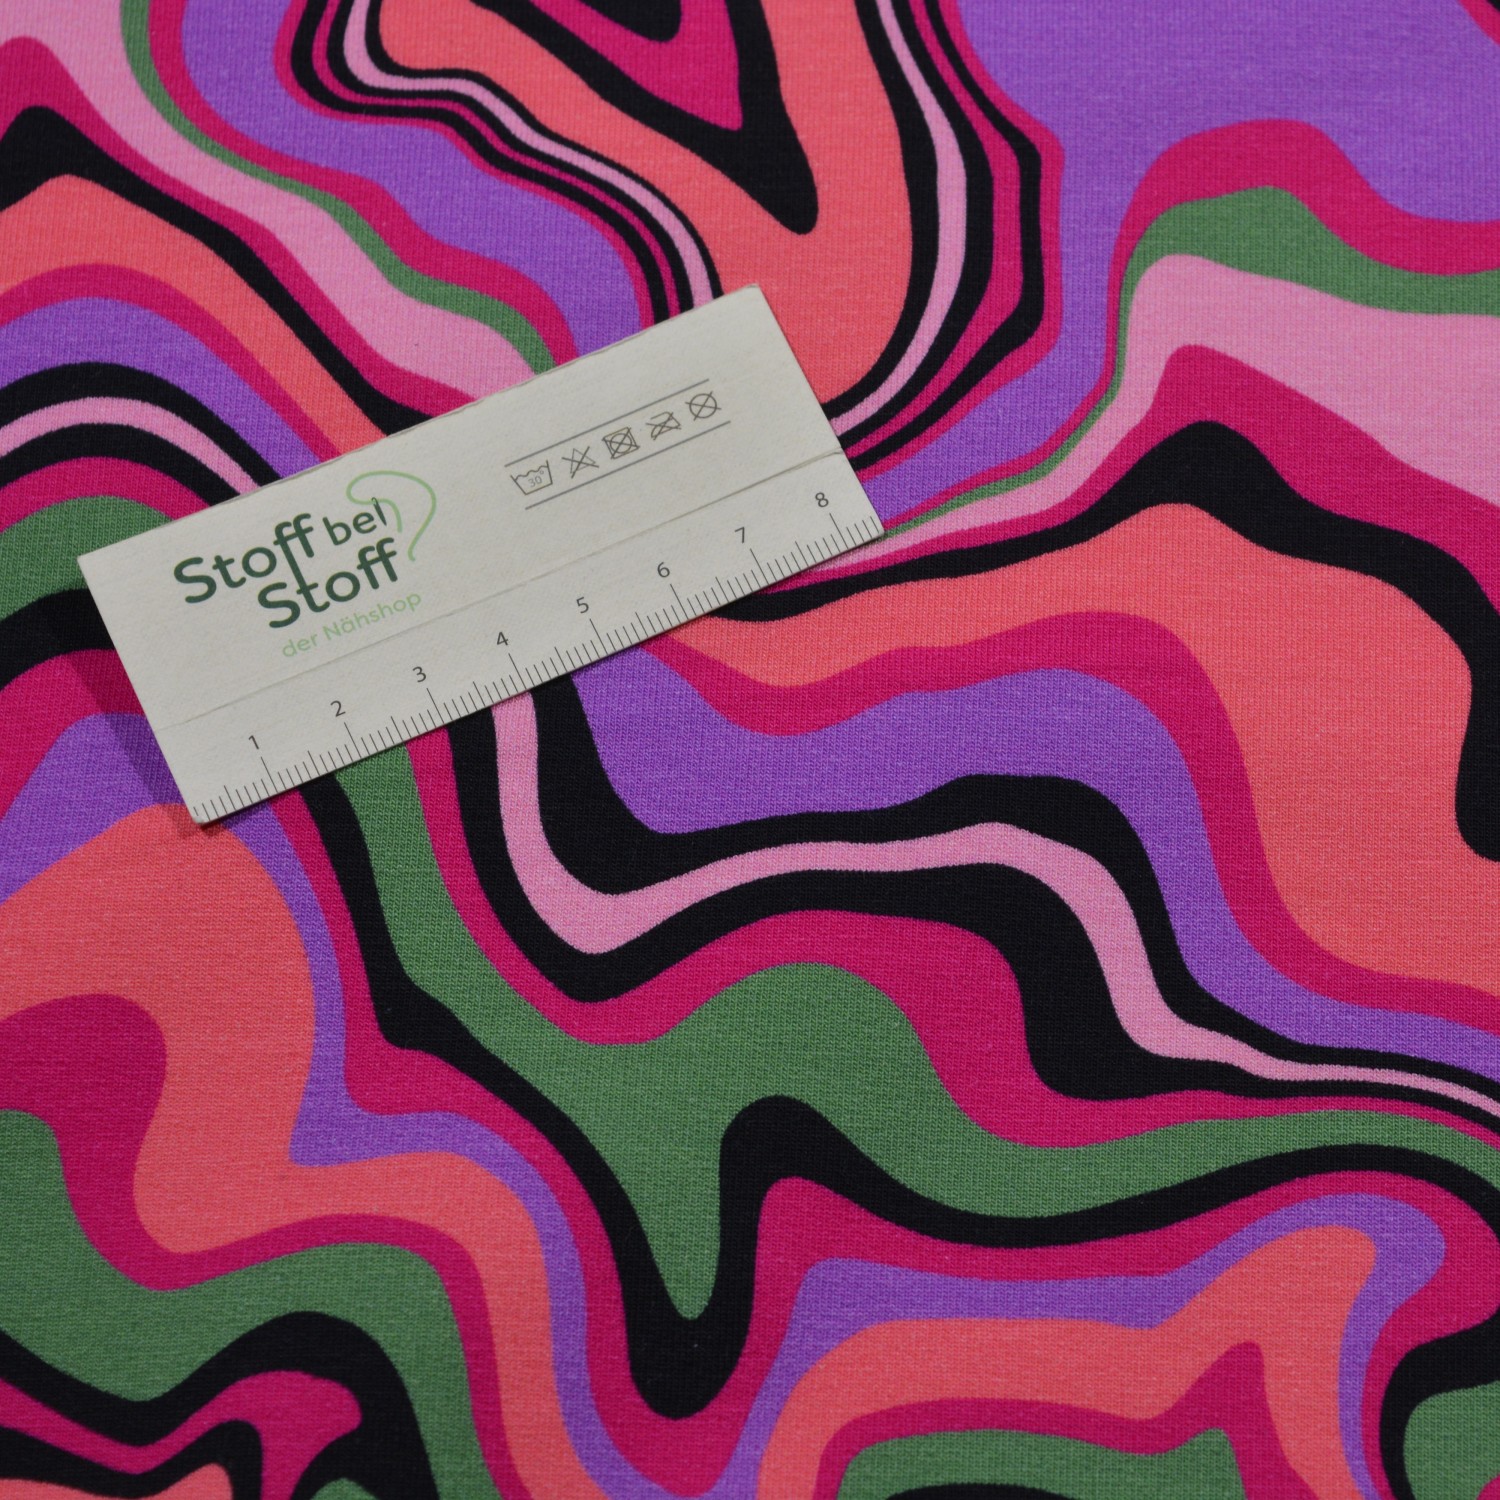 Stoff bei
Stoff
der Nähshop
30°
1 2 3 4 5 6 7 8